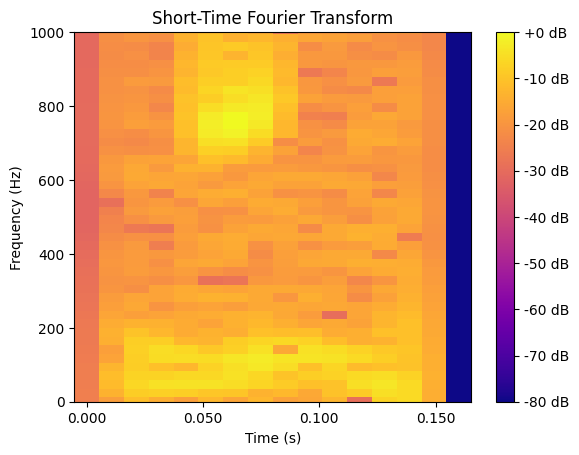 Short-Time Fourier Transform
1000
800
600
400
200
0
Frequency (Hz)
0.000
0.050
0.100
0.150
Time (s)
+0 dB
-10 dB
-20 dB
-30 dB
-40 dB
-50 dB
-60 dB
-70 dB
-80 dB